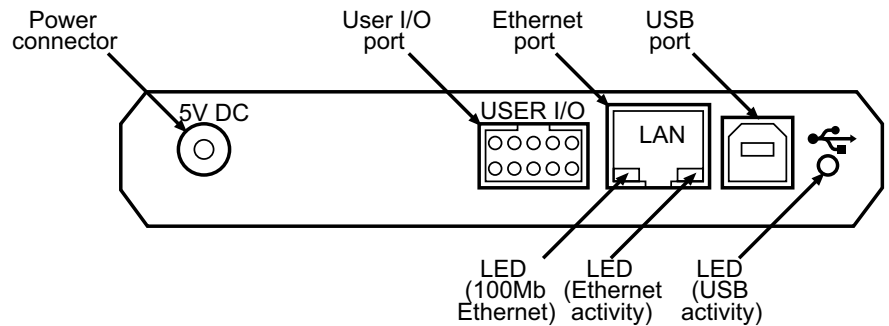 Power
connector
User I/O
port
Ethernet
port
USB
port
5V DC
USER I/O
LAN
LED
(100Mb
Ethernet)
LED
(Ethernet
activity)
LED
(USB
activity)